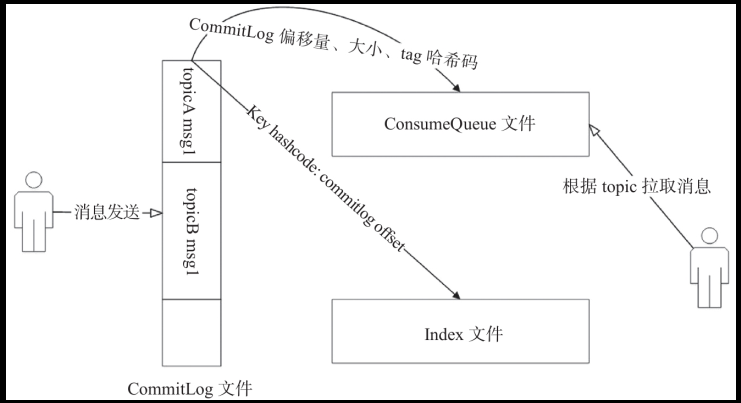 CommitLog 偏移量、大小、tag 哈希码
topicA msg1
ConsumeQueue 文件
Key hashcode: commitlog offset
根据 topic 拉取消息
消息发送
topicB msg1
Index 文件
CommitLog 文件